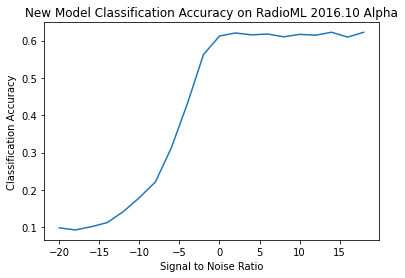 New Model Classification Accuracy on RadioML 2016.10 Alpha
Classification Accuracy
0.6
0.5
0.4
0.3
0.2
0.1
−20 −15 −10 −5 0 5 10 15
Signal to Noise Ratio